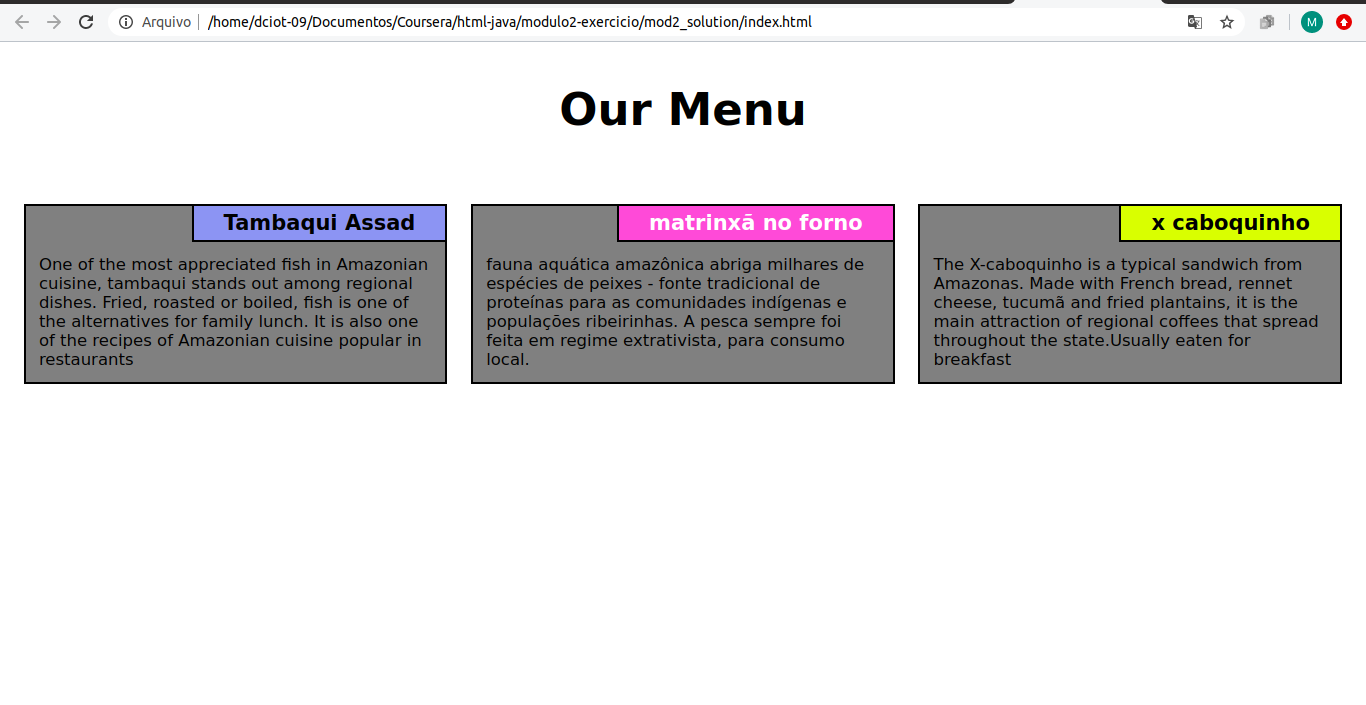 Arquivo /home/dciot-09/Documentos/Coursera/html-java/modulo2-exercicio/mod2_solution/index.html
M
Our Menu
Tambaqui Assad
One of the most appreciated fish in Amazonian
cuisine, tambaqui stands out among regional
dishes. Fried, roasted or boiled, fish is one of
the alternatives for family lunch. It is also one
of the recipes of Amazonian cuisine popular in
restaurants
matrinxã no forno
fauna aquática amazônica abriga milhares de
espécies de peixes - fonte tradicional de
proteínas para as comunidades indígenas e
populações ribeirinhas. A pesca sempre foi
feita em regime extrativista, para consumo
local.
x caboquinho
The X-caboquinho is a typical sandwich from
Amazonas. Made with French bread, rennet
cheese, tucumã and fried plantains, it is the
main attraction of regional coffees that spread
throughout the state.Usually eaten for
breakfast